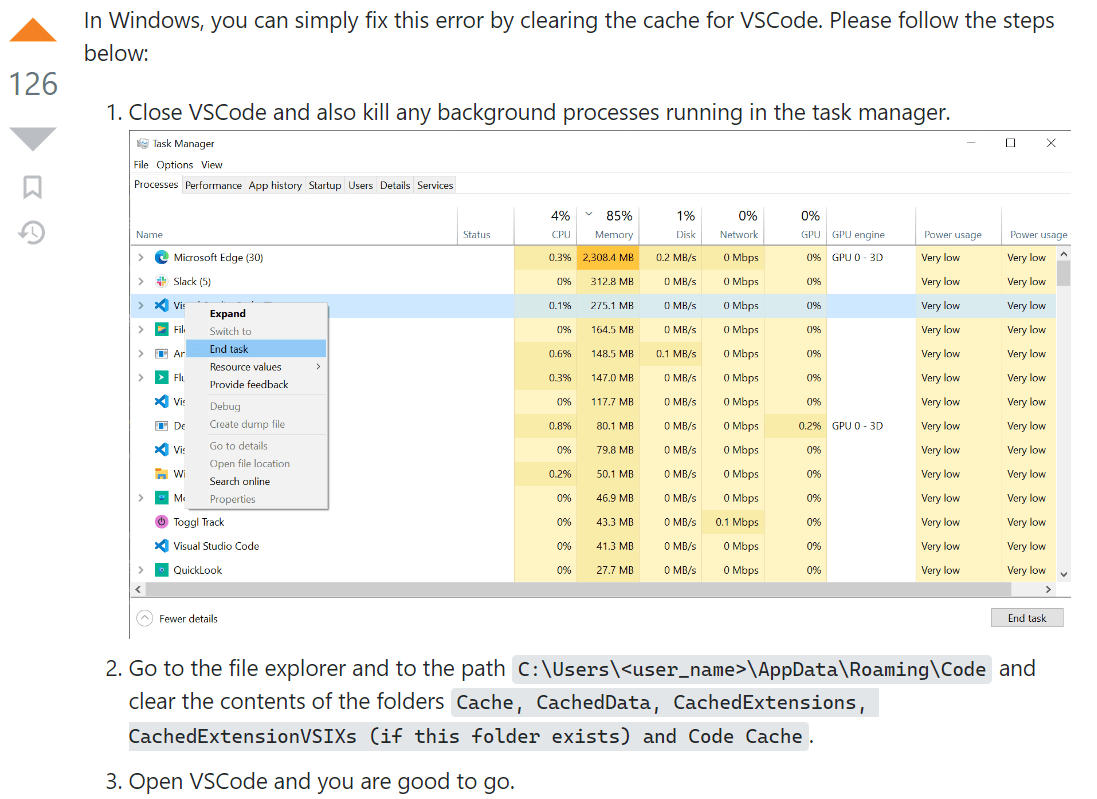 In Windows, you can simply fix this error by clearing the cache for VSCode. Please follow the steps
below:
126
1. Close VSCode and also kill any background processes running in the task manager.
Task Manager
File Options View
Processes Performance App history Startup Users Details Services
4% 85% 1% 0% 0%
Name Status CPU Memory Disk Network GPU GPU engine Power usage Power usage
Microsoft Edge (30) 0.3% 2,308.4 MB 0.2 MB/s 0 Mbps 0% GPU 0 - 3D Very low Very low
Slack (5) 0% 312.8 MB 0 MB/s 0 Mbps 0% Very low Very low
0.1% 275.1 MB 0 MB/s 0 Mbps 0% Very low Very low
0% 164.5 MB 0 MB/s 0 Mbps 0% Very low Very low
0.6% 148.5 MB 0.1 MB/s 0 Mbps 0% Very low Very low
0.3% 147.0 MB 0 MB/s 0 Mbps 0% Very low Very low
0% 117.7 MB 0 MB/s 0 Mbps 0% Very low Very low
0.8% 80.1 MB 0 MB/s 0 Mbps 0.2% GPU 0 - 3D Very low Very low
0% 79.8 MB 0 MB/s 0 Mbps 0% Very low Very low
0.2% 50.1 MB 0 MB/s 0 Mbps 0% Very low Very low
0% 46.9 MB 0 MB/s 0 Mbps 0% Very low Very low
Toggl Track 0% 43.3 MB 0 MB/s 0.1 Mbps 0% Very low Very low
Visual Studio Code 0% 41.3 MB 0 MB/s 0 Mbps 0% Very low Very low
QuickLook 0% 27.7 MB 0 MB/s 0 Mbps 0% Very low Very low
Expand
Switch to
End task
Resource values
Provide feedback
Debug
Create dump file
Go to details
Open file location
Search online
Properties
Fewer details End task
2. Go to the file explorer and to the path C:\Users\<user_name>\AppData\Roaming\Code and
clear the contents of the folders Cache, CachedData, CachedExtensions,
CachedExtensionVSIXs (if this folder exists) and Code Cache.
3. Open VSCode and you are good to go.